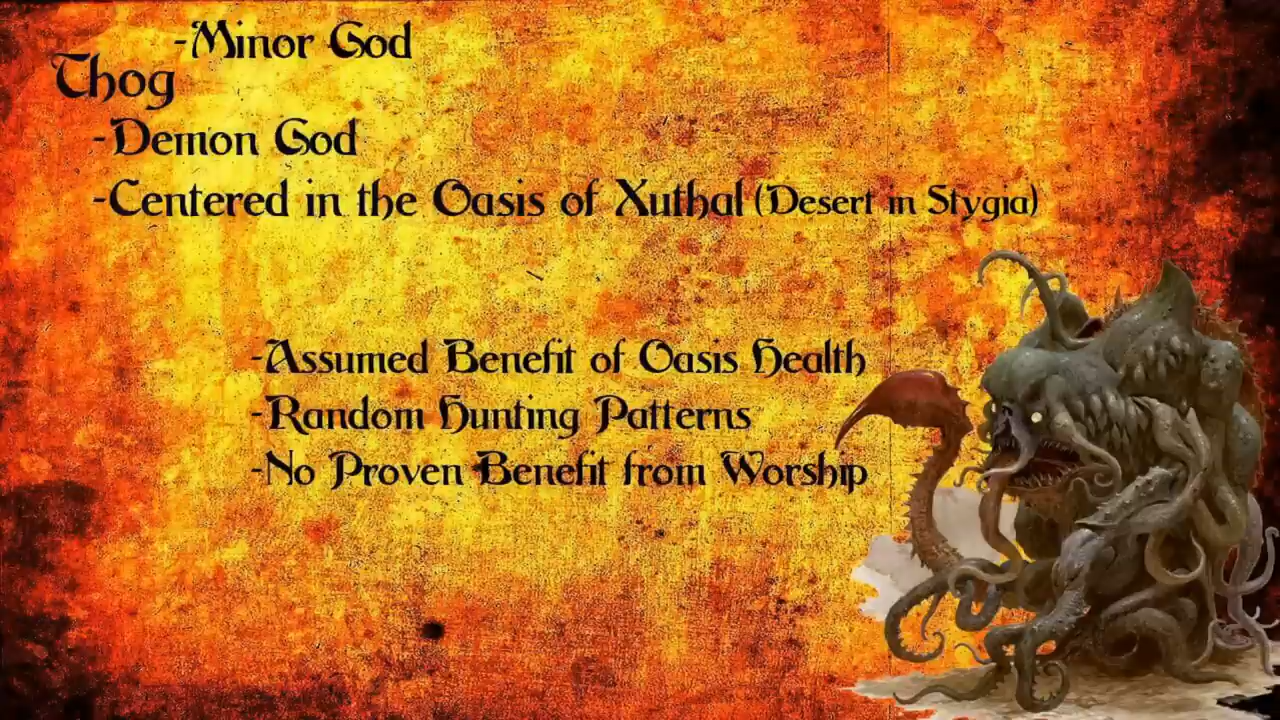 -Minor God
Thog
-Demon God
-Centered in the Oasis of Xuthal (Desert in Stygia)
-Assumed Benefit of Oasis Health
-Random Hunting Patterns
-No Proven Benefit from Worship